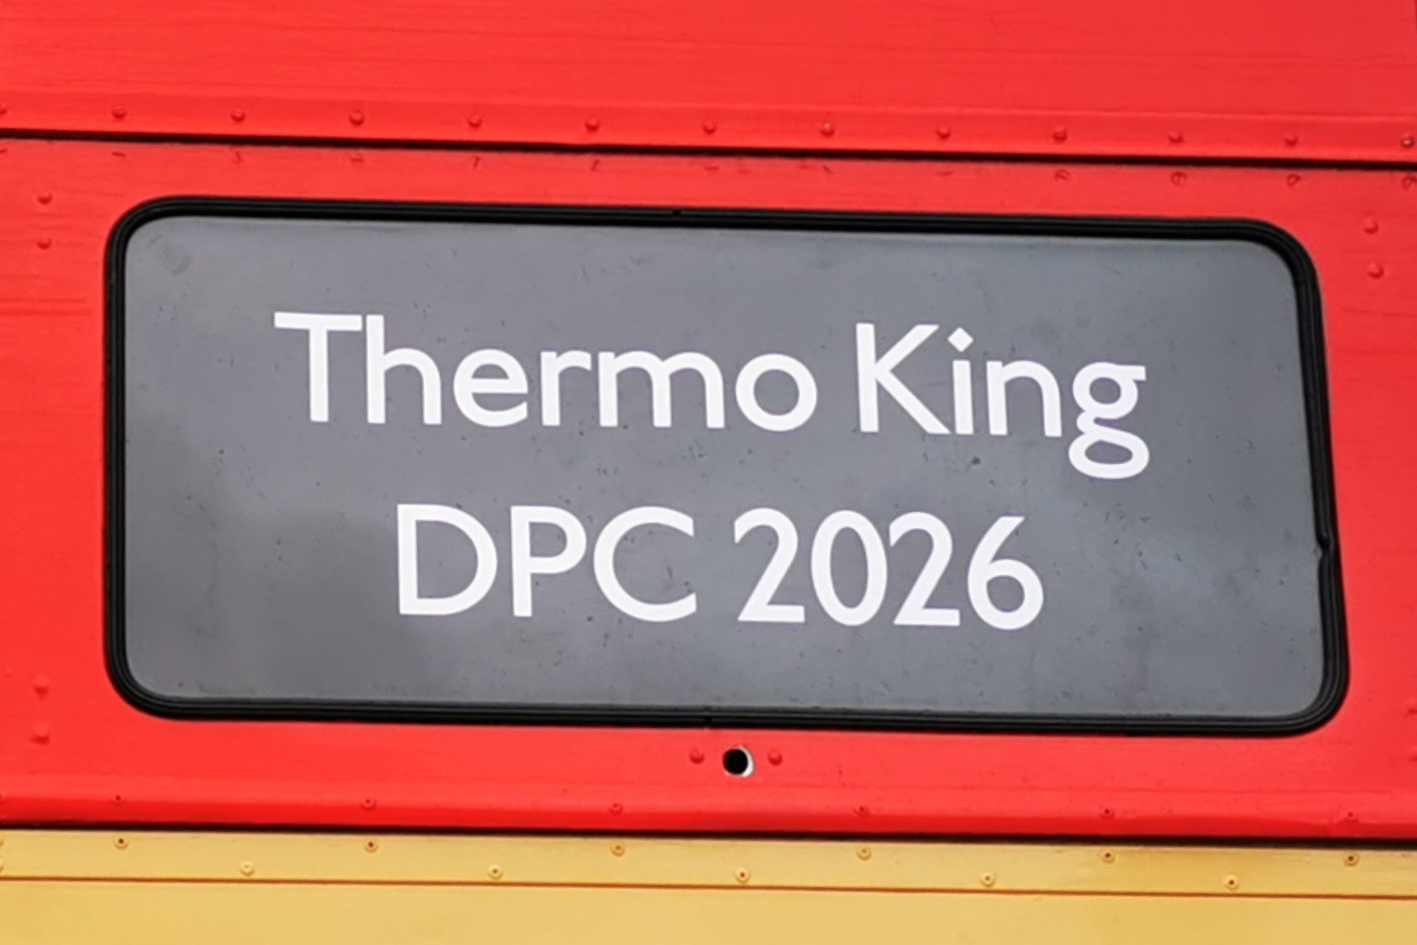 Thermo King
DPC 2026